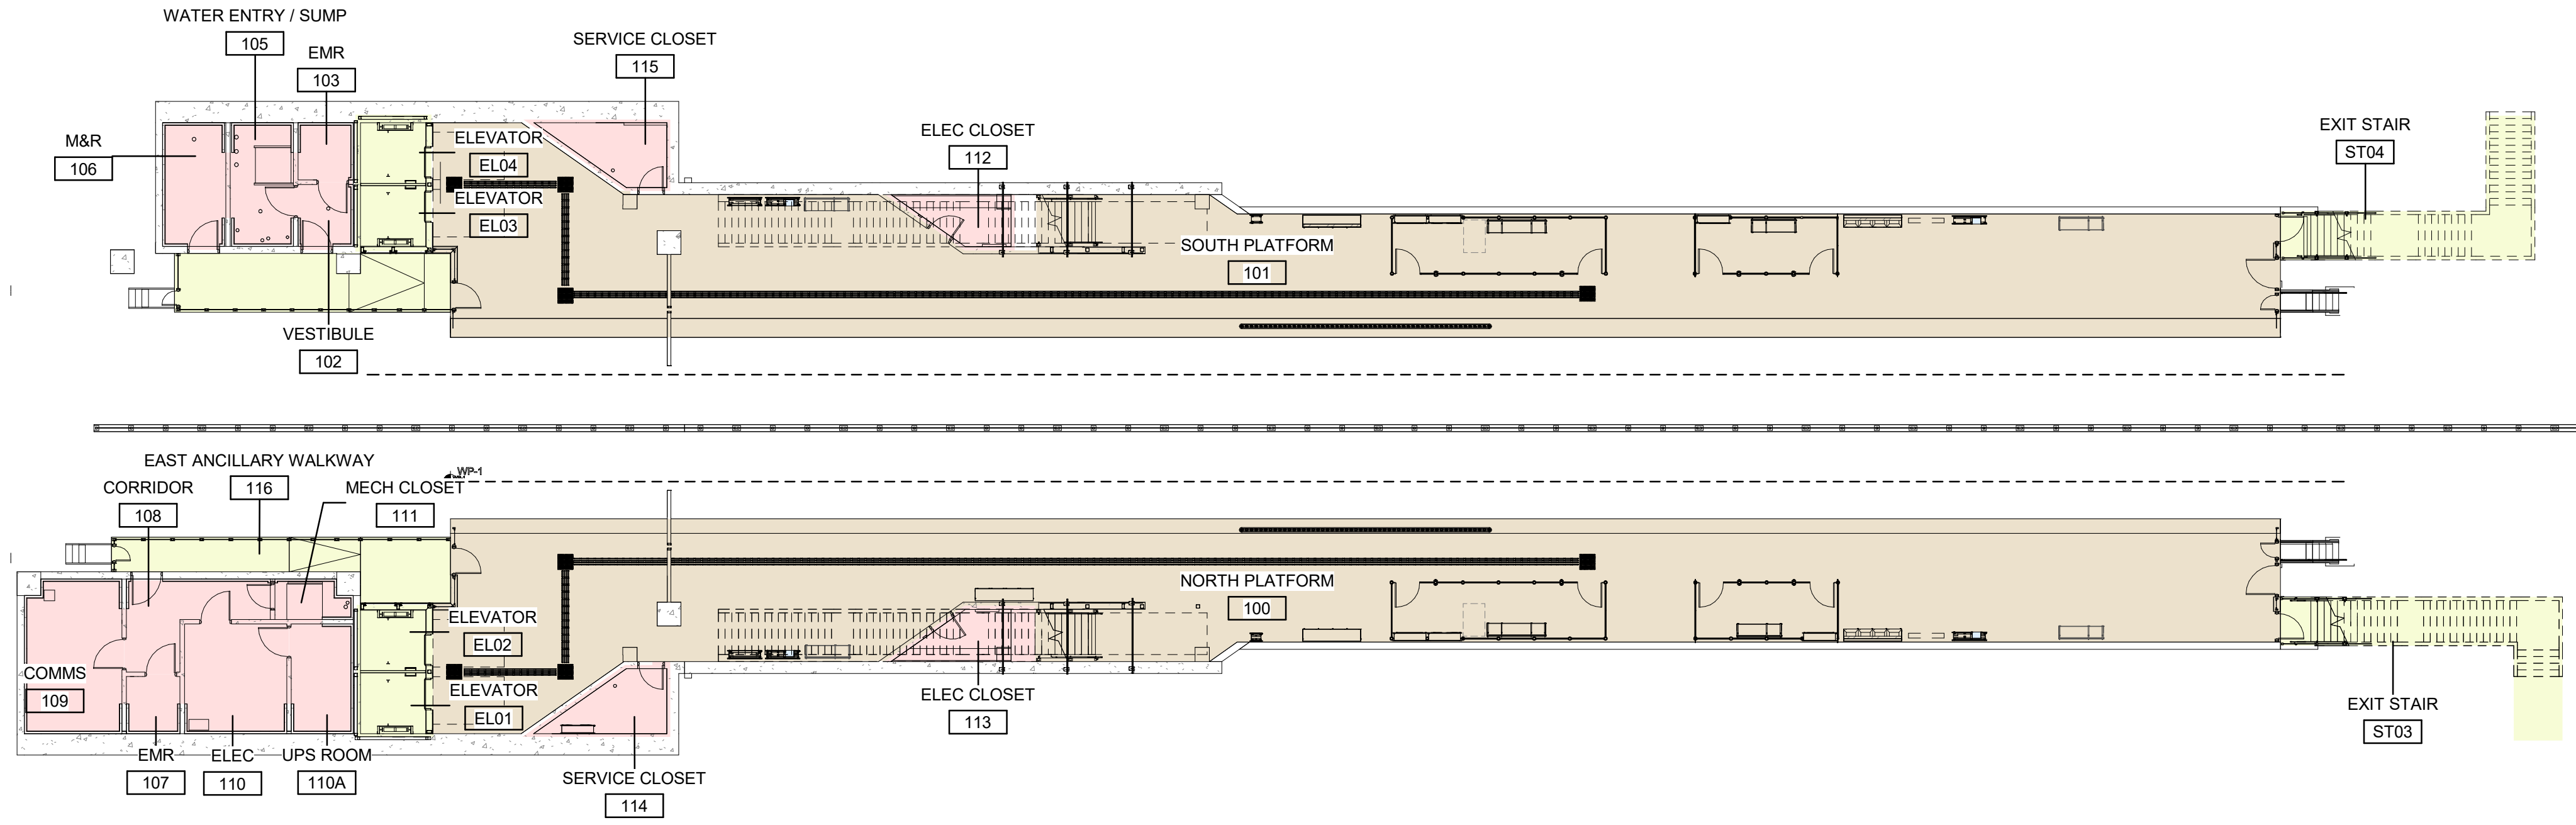 WATER ENTRY / SUMP
105
EMR
103
SERVICE CLOSET
115
M&R
106
ELEVATOR
EL04
ELEVATOR
EL03
ELEC CLOSET
112
EXIT STAIR
ST04
SOUTH PLATFORM
101
VESTIBULE
102
EAST ANCILLARY WALKWAY
116
WP-1
CORRIDOR
108
MECH CLOSET
111
NORTH PLATFORM
100
ELEVATOR
EL02
ELEVATOR
EL01
COMMS
109
ELEC CLOSET
113
EXIT STAIR
ST03
EMR
107
ELEC
110
UPS ROOM
110A
SERVICE CLOSET
114